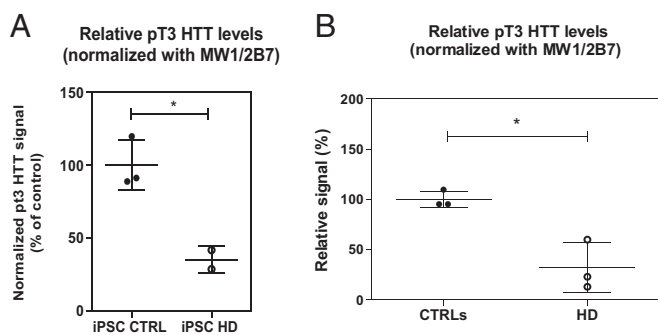 A
Relative pT3 HTT levels
(normalized with MW1/2B7)
Normalized pt3 HTT signal
(% of control)
150
100
50
0
*
iPSC CTRL
iPSC HD
B
Relative pT3 HTT levels
(normalized with MW1/2B7)
Relative signal (%)
200
150
100
50
0
*
CTRLs
HD